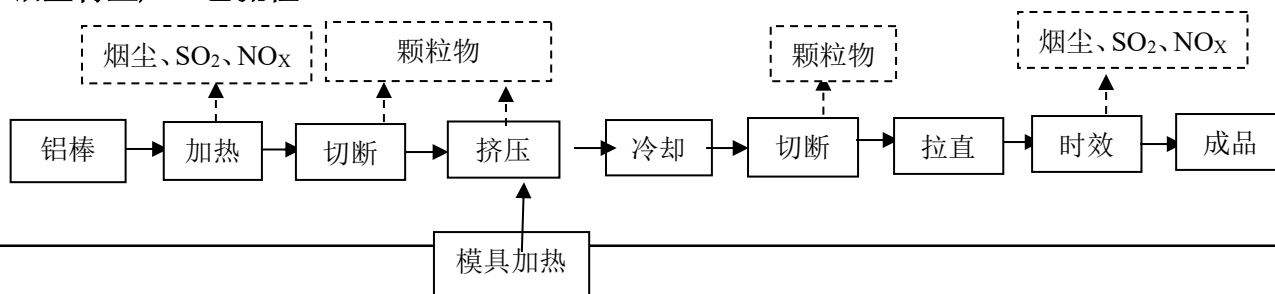 烟尘、SO₂、NOX
颗粒物
颗粒物
烟尘、SO₂、NOX
铝棒
加热
切断
挤压
冷却
切断
拉直
时效
成品
模具加热